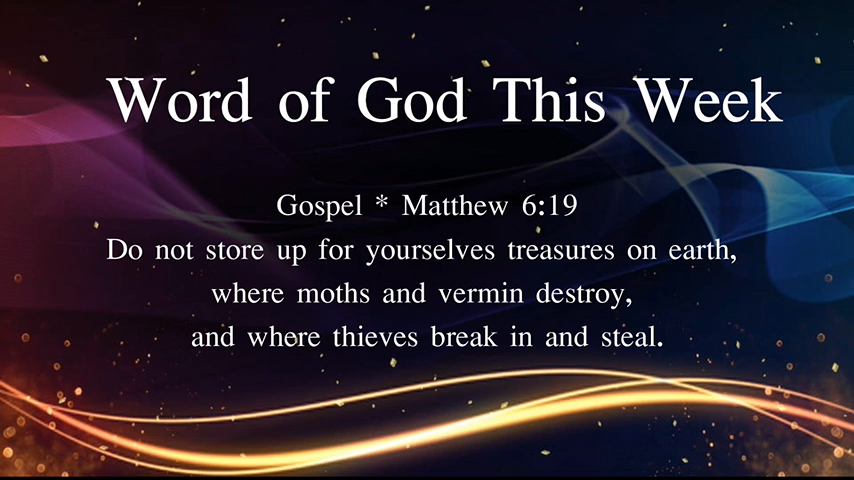 Word of God This Week
Gospel * Matthew 6:19
Do not store up for yourselves treasures on earth,
where moths and vermin destroy,
and where thieves break in and steal.